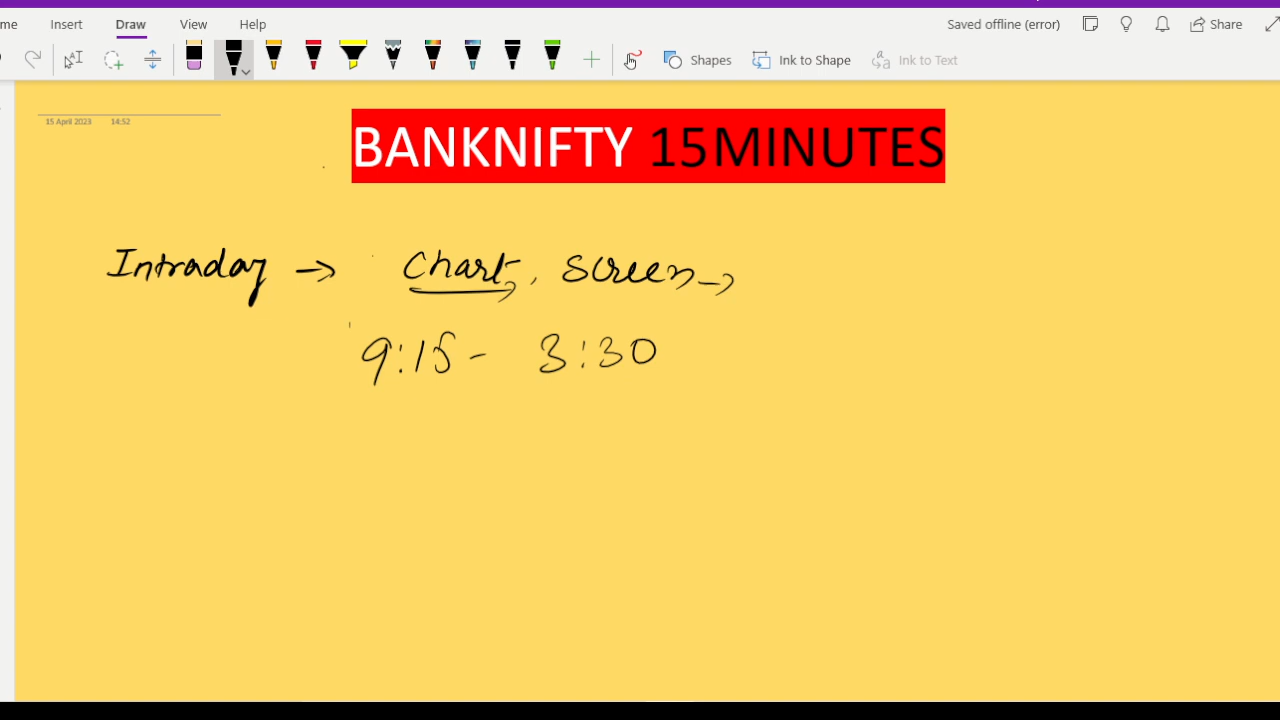 me Insert Draw View Help Saved offline (error) Share
Shapes Ink to Shape Ink to Text
15 April 2023 14:52
BANKNIFTY 15MINUTES
Intraday → Chart, Screen →
9:15 - 3:30